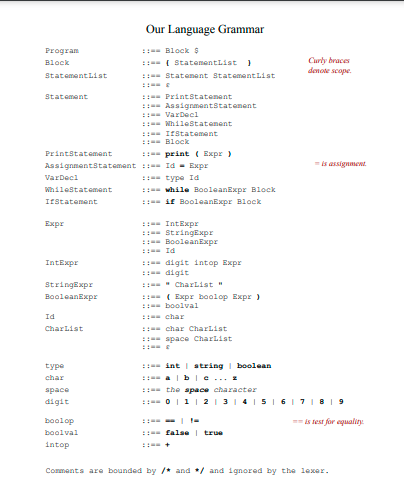 Our Language Grammar
Program ::== Block $
Block ::== { StatementList } Curly braces
StatementList ::== Statement StatementList denote scope.
::== ε
Statement ::== PrintStatement
::== AssignmentStatement
::== VarDecl
::== WhileStatement
::== IfStatement
::== Block
PrintStatement ::== print ( Expr )
AssignmentStatement ::== Id = Expr = is assignment.
VarDecl ::== type Id
WhileStatement ::== while BooleanExpr Block
IfStatement ::== if BooleanExpr Block
Expr ::== IntExpr
::== StringExpr
::== BooleanExpr
::== Id
IntExpr ::== digit intop Expr
::== digit
StringExpr ::== " CharList "
BooleanExpr ::== ( Expr boolop Expr )
::== boolval
Id ::== char
CharList ::== char CharList
::== space CharList
::== ε
type ::== int | string | boolean
char ::== a | b | c ... z
space ::== the space character
digit ::== 0 | 1 | 2 | 3 | 4 | 5 | 6 | 7 | 8 | 9
boolop ::== == | != == is test for equality.
boolval ::== false | true
intop ::== +
Comments are bounded by /* and */ and ignored by the lexer.